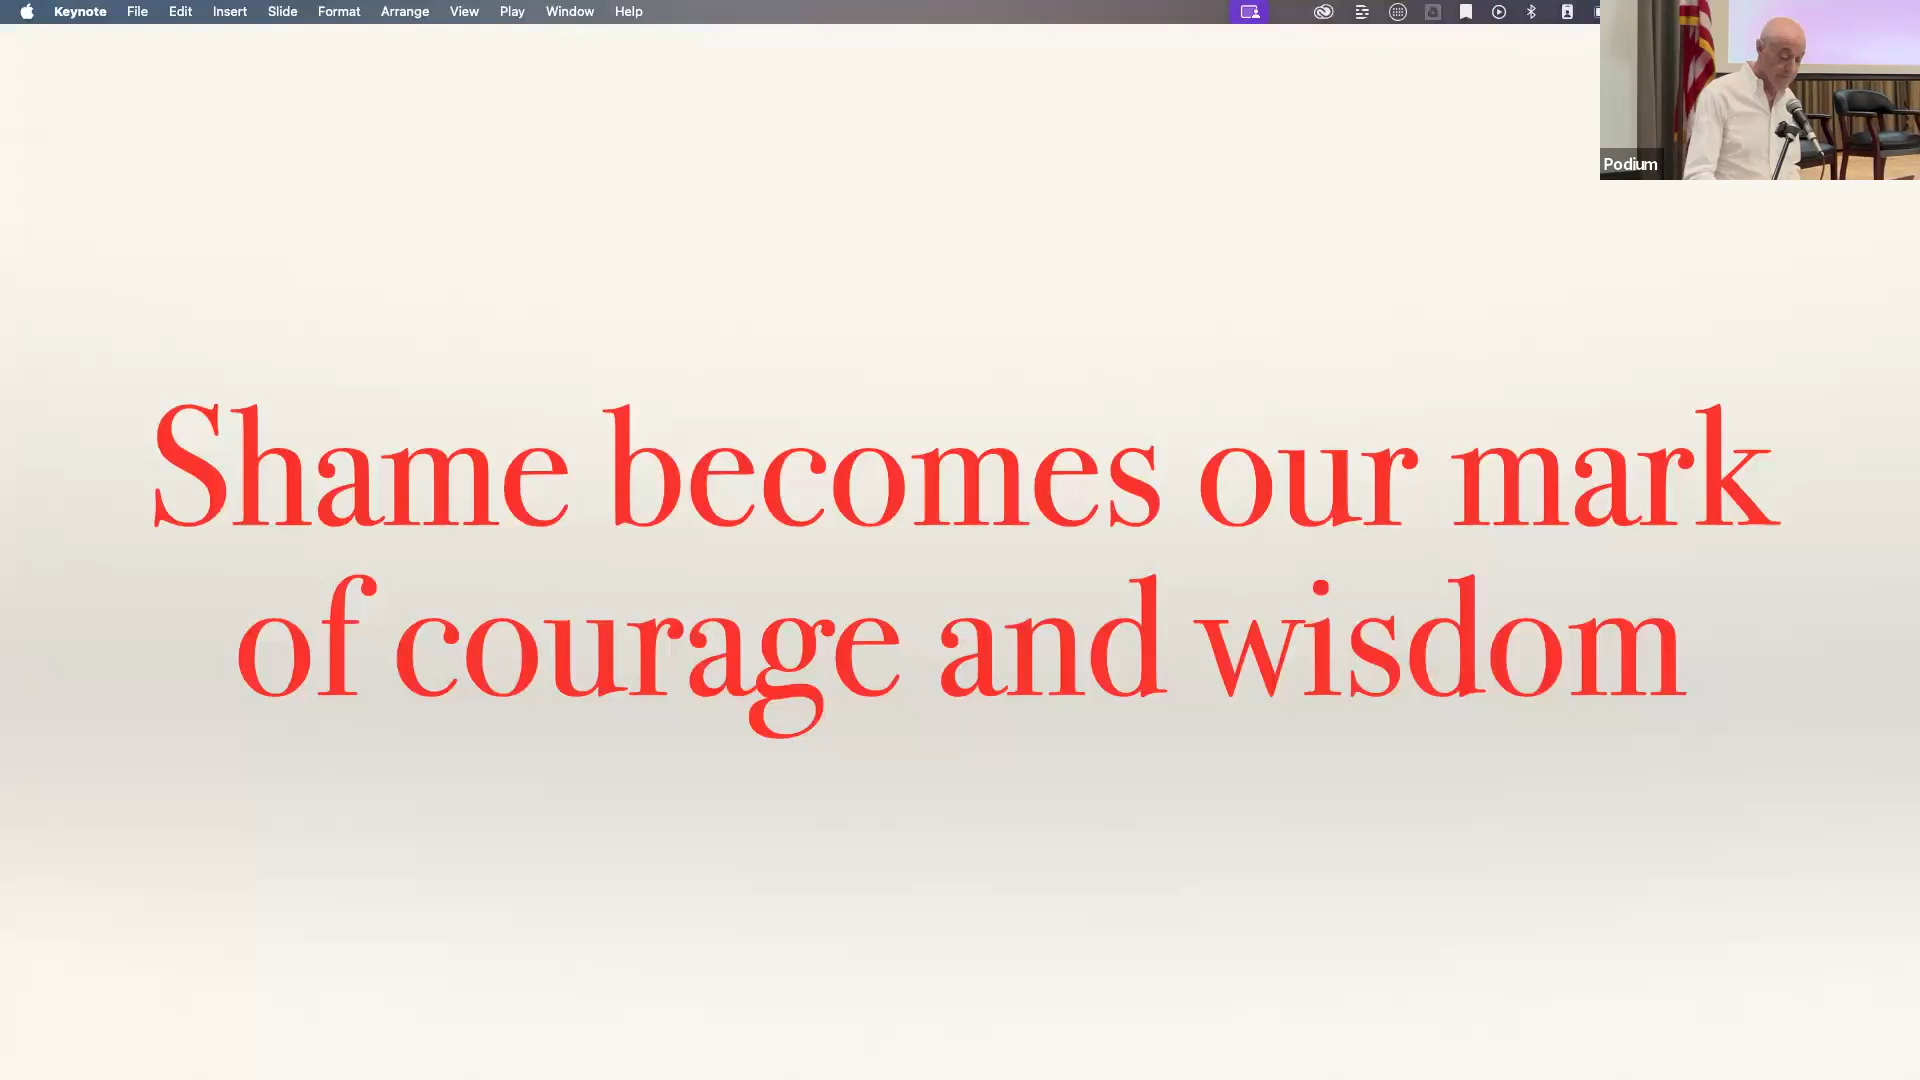 Keynote File Edit Insert Slide Format Arrange View Play Window Help
Podium
Shame becomes our mark
of courage and wisdom